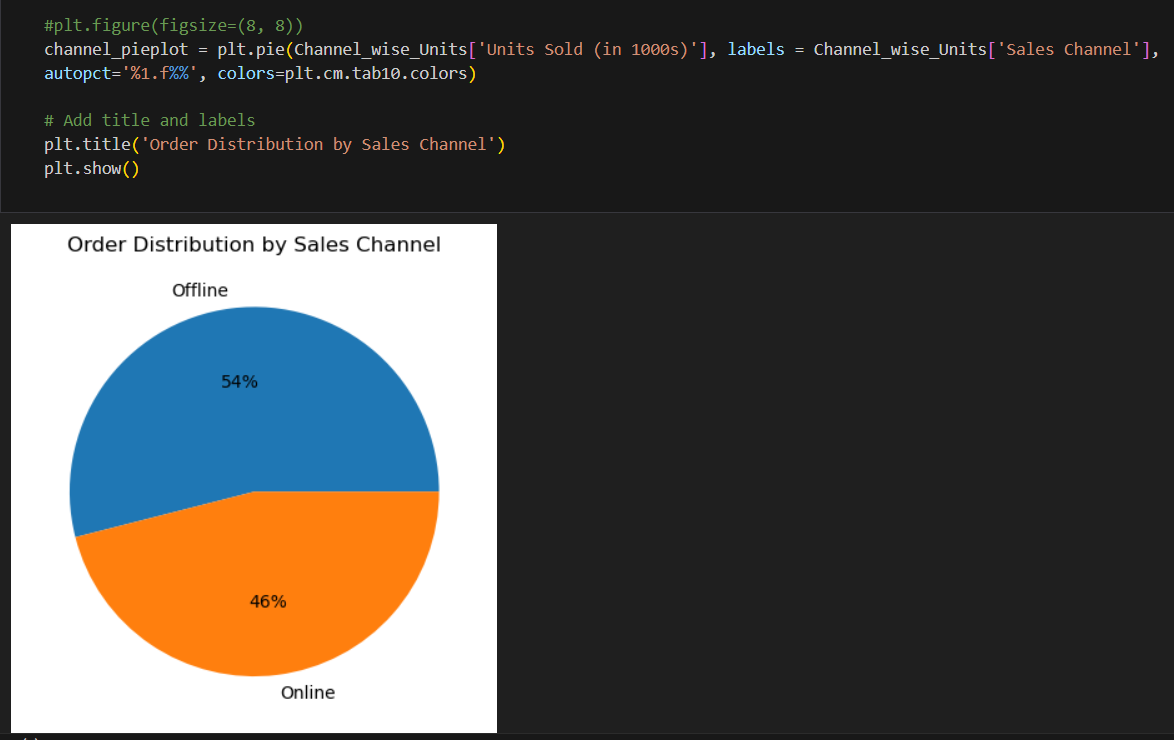 #plt.figure(figsize=(8, 8))
channel_pieplot = plt.pie(Channel_wise_Units['Units Sold (in 1000s)'], labels = Channel_wise_Units['Sales Channel'],
autopct='%1.f%%', colors=plt.cm.tab10.colors)
# Add title and labels
plt.title('Order Distribution by Sales Channel')
plt.show()
Order Distribution by Sales Channel
Offline
54%
46%
Online